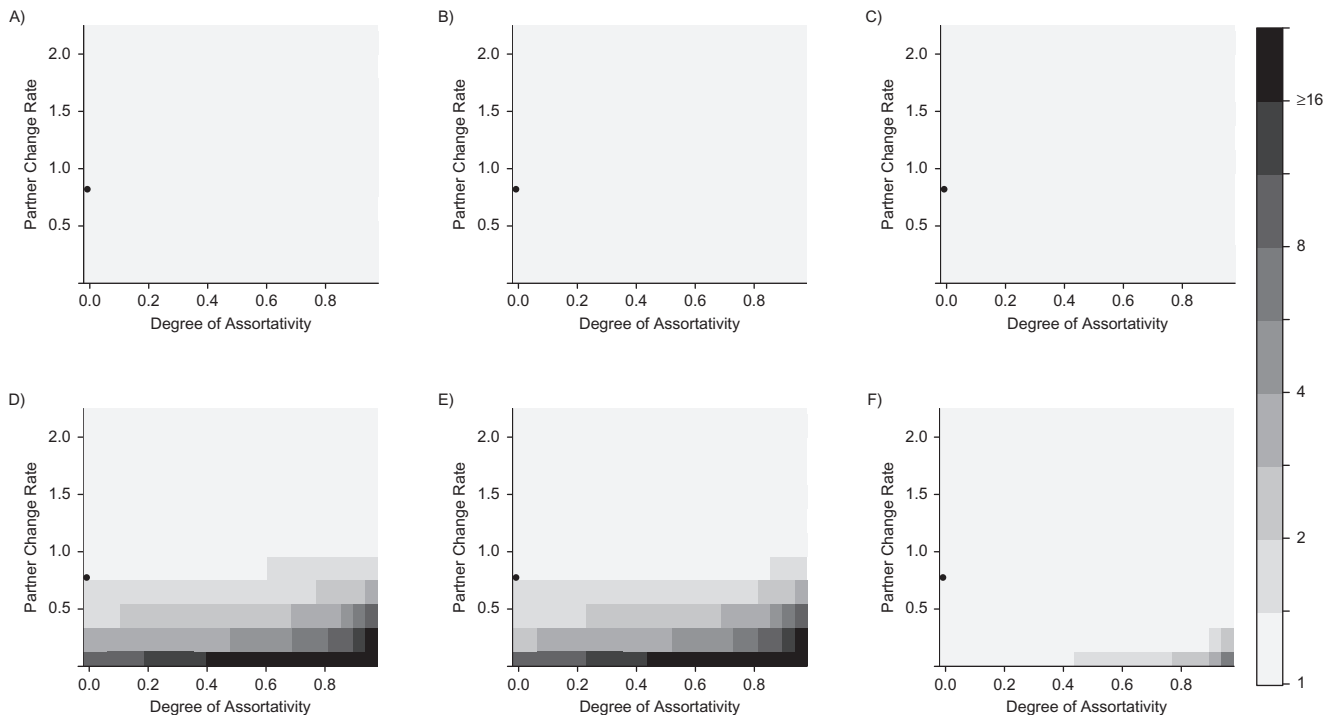 A)
Partner Change Rate
2.0
1.5
1.0
0.5
0.0 0.2 0.4 0.6 0.8
Degree of Assortativity
B)
Partner Change Rate
2.0
1.5
1.0
0.5
0.0 0.2 0.4 0.6 0.8
Degree of Assortativity
C)
Partner Change Rate
2.0
1.5
1.0
0.5
0.0 0.2 0.4 0.6 0.8
Degree of Assortativity
≥16
8
4
2
1
D)
Partner Change Rate
2.0
1.5
1.0
0.5
0.0 0.2 0.4 0.6 0.8
Degree of Assortativity
E)
Partner Change Rate
2.0
1.5
1.0
0.5
0.0 0.2 0.4 0.6 0.8
Degree of Assortativity
F)
Partner Change Rate
2.0
1.5
1.0
0.5
0.0 0.2 0.4 0.6 0.8
Degree of Assortativity